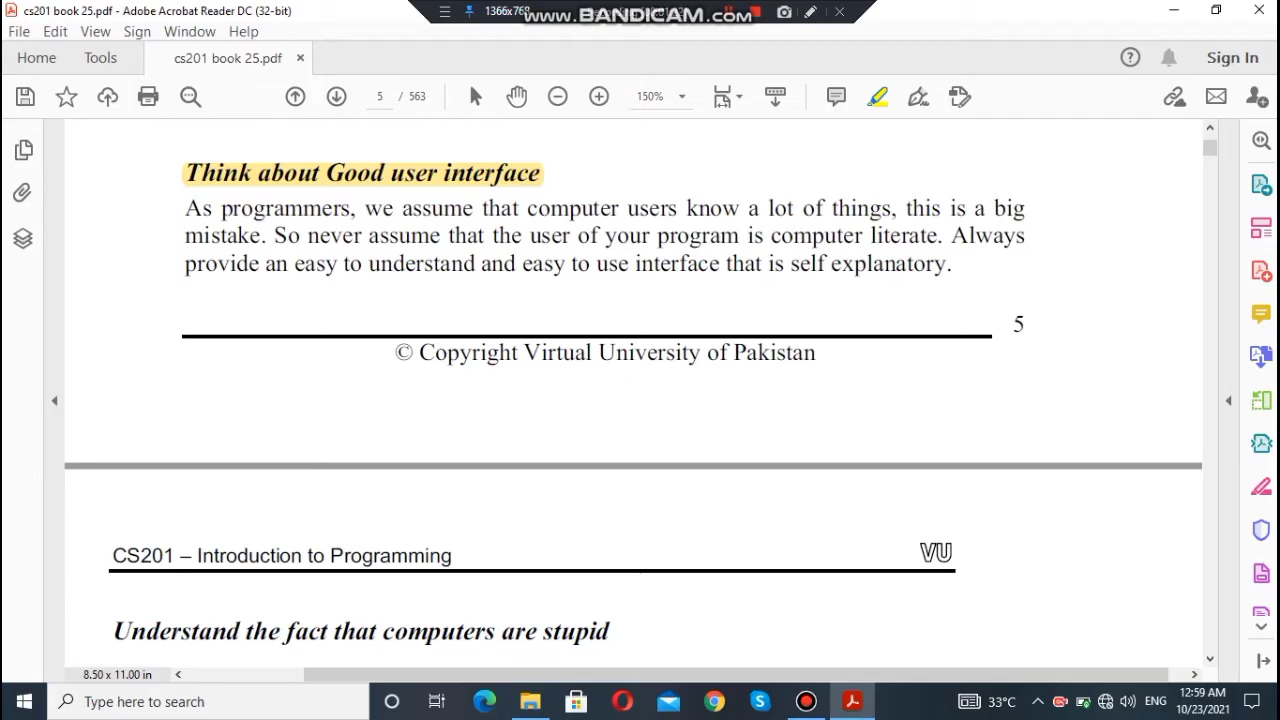 cs201 book 25.pdf - Adobe Acrobat Reader DC (32-bit)
1366x768
www.BANDICAM.com
File Edit View Sign Window Help
Home Tools cs201 book 25.pdf × Sign In
5 / 563 150%
Think about Good user interface
As programmers, we assume that computer users know a lot of things, this is a big
mistake. So never assume that the user of your program is computer literate. Always
provide an easy to understand and easy to use interface that is self explanatory.
5
© Copyright Virtual University of Pakistan
CS201 – Introduction to Programming VU
Understand the fact that computers are stupid
8.50 x 11.00 in
Type here to search
33°C ENG 12:59 AM
10/23/2021